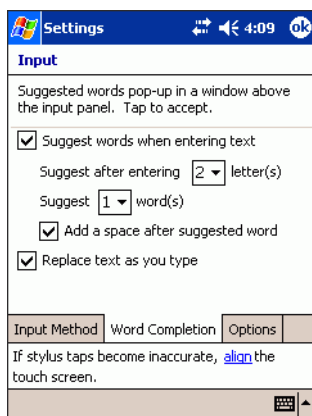 Settings 4:09 ok
Input
Suggested words pop-up in a window above
the input panel. Tap to accept.
Suggest words when entering text
Suggest after entering 2 letter(s)
Suggest 1 word(s)
Add a space after suggested word
Replace text as you type
Input Method Word Completion Options
If stylus taps become inaccurate, align the
touch screen.